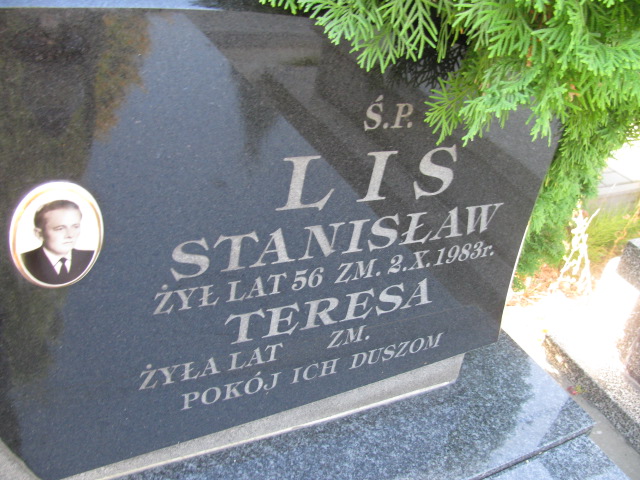 Ś.P.
LIS
STANISŁAW
ŻYŁ LAT 56 ZM. 2.X.1983r.
TERESA
ŻYŁA LAT ZM.
POKÓJ ICH DUSZOM